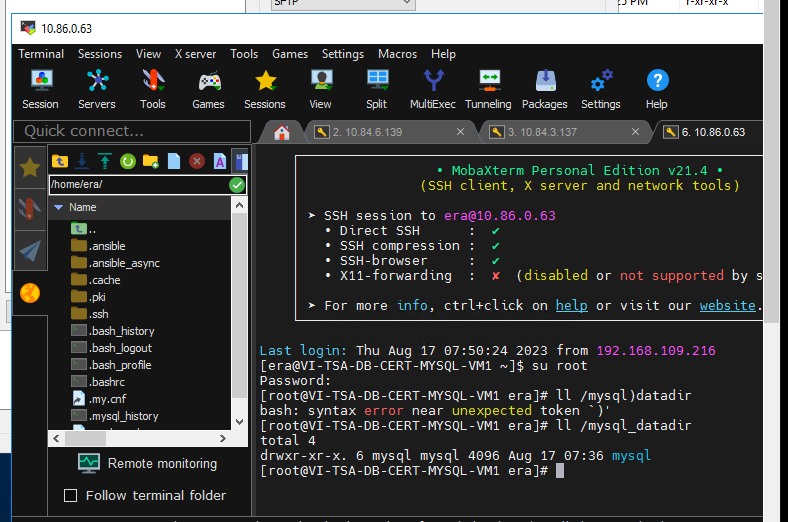 SFTP
PM r-xr-xr-x
10.86.0.63
Terminal Sessions View X server Tools Games Settings Macros Help
Session Servers Tools Games Sessions View Split MultiExec Tunneling Packages Settings Help
Quick connect...
2. 10.84.6.139
3. 10.84.3.137
6. 10.86.0.63
/home/era/
Name
..
.ansible
.ansible_async
.cache
.pki
.ssh
.bash_history
.bash_logout
.bash_profile
.bashrc
.my.cnf
.mysql_history
Remote monitoring
Follow terminal folder
• MobaXterm Personal Edition v21.4 •
(SSH client, X server and network tools)
➤ SSH session to era@10.86.0.63
• Direct SSH : ✔
• SSH compression : ✔
• SSH-browser : ✔
• X11-forwarding : ✘ (disabled or not supported by s
➤ For more info, ctrl+click on help or visit our website.
Last login: Thu Aug 17 07:50:24 2023 from 192.168.109.216
[era@VI-TSA-DB-CERT-MYSQL-VM1 ~]$ su root
Password:
[root@VI-TSA-DB-CERT-MYSQL-VM1 era]# ll /mysql)datadir
bash: syntax error near unexpected token `)'
[root@VI-TSA-DB-CERT-MYSQL-VM1 era]# ll /mysql_datadir
total 4
drwxr-xr-x. 6 mysql mysql 4096 Aug 17 07:36 mysql
[root@VI-TSA-DB-CERT-MYSQL-VM1 era]#